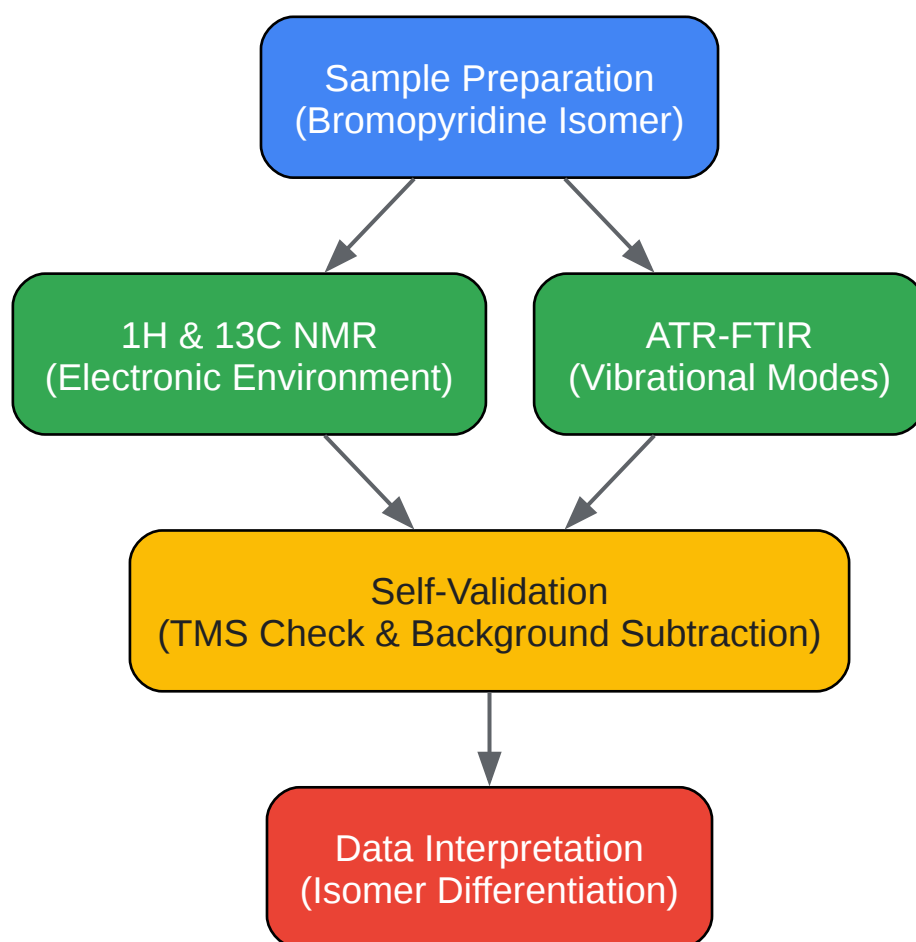 Sample Preparation
(Bromopyridine Isomer)
1H & 13C NMR
(Electronic Environment)
ATR-FTIR
(Vibrational Modes)
Self-Validation
(TMS Check & Background Subtraction)
Data Interpretation
(Isomer Differentiation)